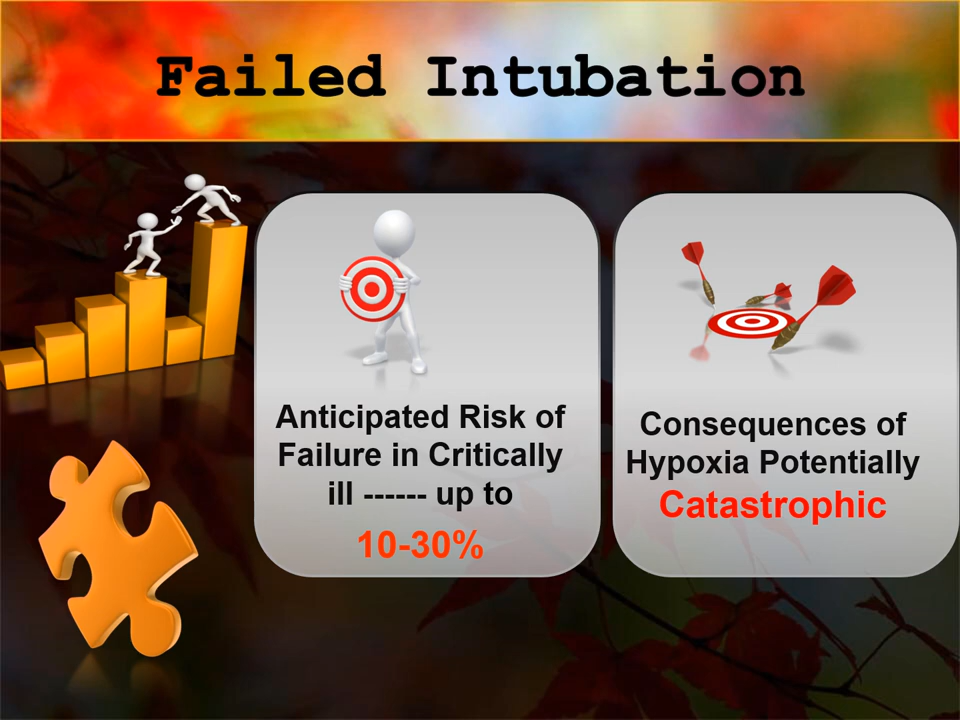 Failed Intubation
Anticipated Risk of
Failure in Critically
ill ------ up to
10-30%
Consequences of
Hypoxia Potentially
Catastrophic